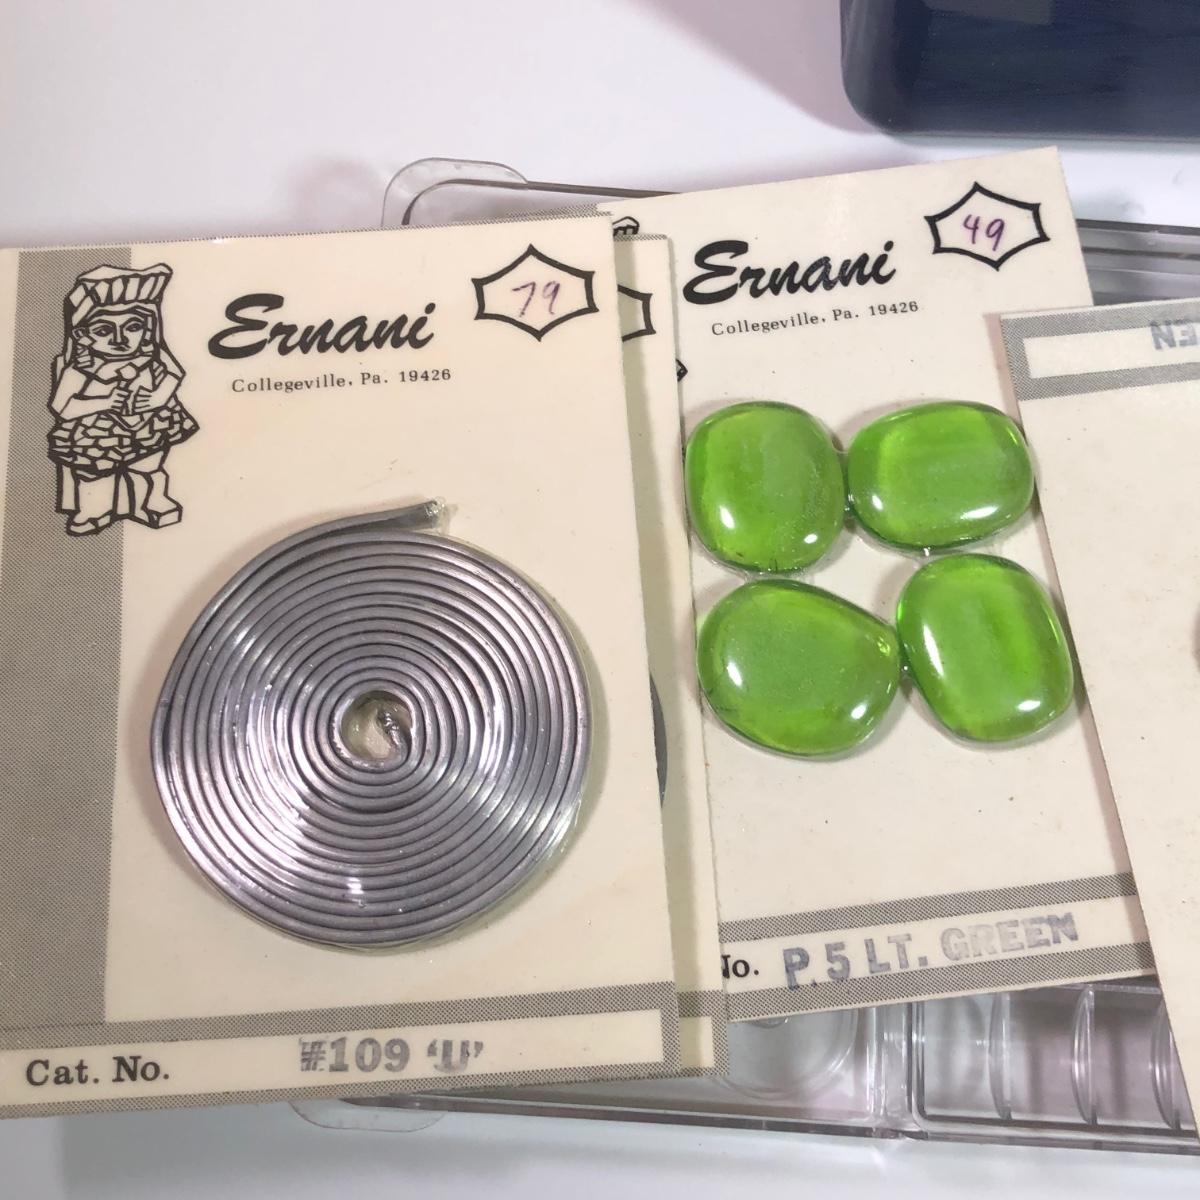 Ernani
Collegeville, Pa. 19426
79
Cat. No.
#109 'U'
Ernani
Collegeville, Pa. 19426
49
No.
P.5 LT. GREEN